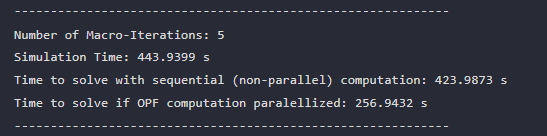 ------------------------------------------------------------
Number of Macro-Iterations: 5
Simulation Time: 443.9399 s
Time to solve with sequential (non-parallel) computation: 423.9873 s
Time to solve if OPF computation paralellized: 256.9432 s
------------------------------------------------------------